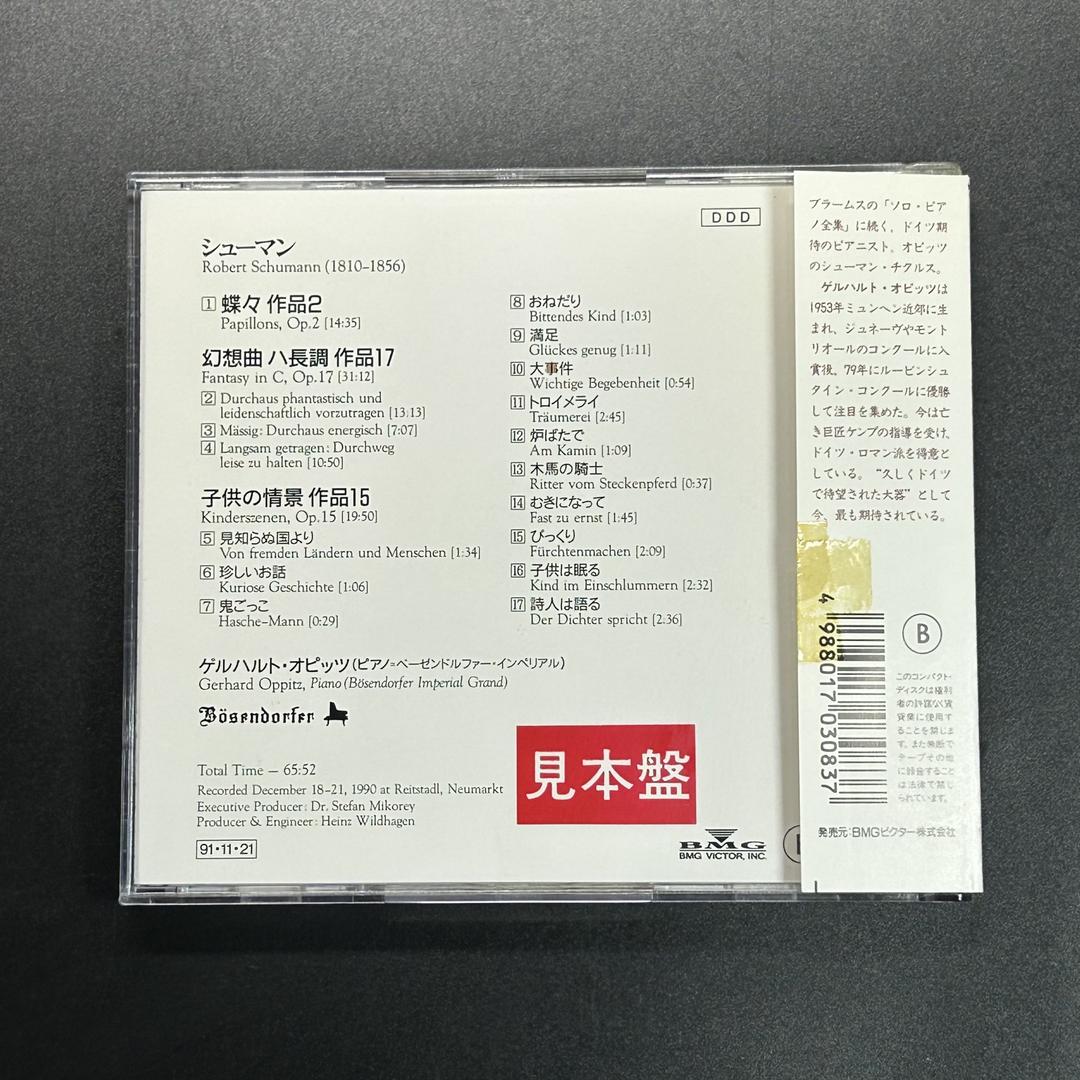 DDD
シューマン
Robert Schumann (1810–1856)
1 蝶々 作品2
Papillons, Op.2 [14:35]
幻想曲 ハ長調 作品17
Fantasy in C, Op.17 [31:12]
2 Durchaus phantastisch und
leidenschaftlich vorzutragen [13:13]
3 Mässig: Durchaus energisch [7:07]
4 Langsam getragen: Durchweg
leise zu halten [10:50]
子供の情景 作品15
Kinderszenen, Op.15 [19:50]
5 見知らぬ国より
Von fremden Ländern und Menschen [1:34]
6 珍しいお話
Kuriose Geschichte [1:06]
7 鬼ごっこ
Hasche-Mann [0:29]
8 おねだり
Bittendes Kind [1:03]
9 満足
Glückes genug [1:11]
10 大事件
Wichtige Begebenheit [0:54]
11 トロイメライ
Träumerei [2:45]
12 炉ばたで
Am Kamin [1:09]
13 木馬の騎士
Ritter vom Steckenpferd [0:37]
14 むきになって
Fast zu ernst [1:45]
15 びっくり
Fürchtenmachen [2:09]
16 子供は眠る
Kind im Einschlummern [2:32]
17 詩人は語る
Der Dichter spricht [2:36]
ゲルハルト・オピッツ(ピアノ=ベーゼンドルファー・インペリアル)
Gerhard Oppitz, Piano (Bösendorfer Imperial Grand)
Bösendorfer
Total Time — 65:52
Recorded December 18–21, 1990 at Reitstadl, Neumarkt
Executive Producer: Dr. Stefan Mikorey
Producer & Engineer: Heinz Wildhagen
91・11・21
見本盤
BMG
BMG VICTOR, INC.
ブラームスの「ソロ・ピア
ノ全集」に続く、ドイツ期
待のピアニスト、オピッツ
のシューマン・チクルス。
ゲルハルト・オピッツは
1953年ミュンヘン近郊に生
まれ、ジュネーヴやモント
リオールのコンクールに入
賞後、79年にルービンシュ
タイン・コンクールに優勝
して注目を集めた。今は亡
き巨匠ケンプの指導を受け、
ドイツ・ロマン派を得意と
している。“久しくドイツ
で待望された大器”として
今、最も期待されている。
4 988017 030837
B
このコンパクト・
ディスクは権利
者の許諾なく賃
貸業に使用す
ることを禁じま
す。また無断で
テープその他
に録音すること
は法律で禁じ
られています。
発売元:BMGビクター株式会社